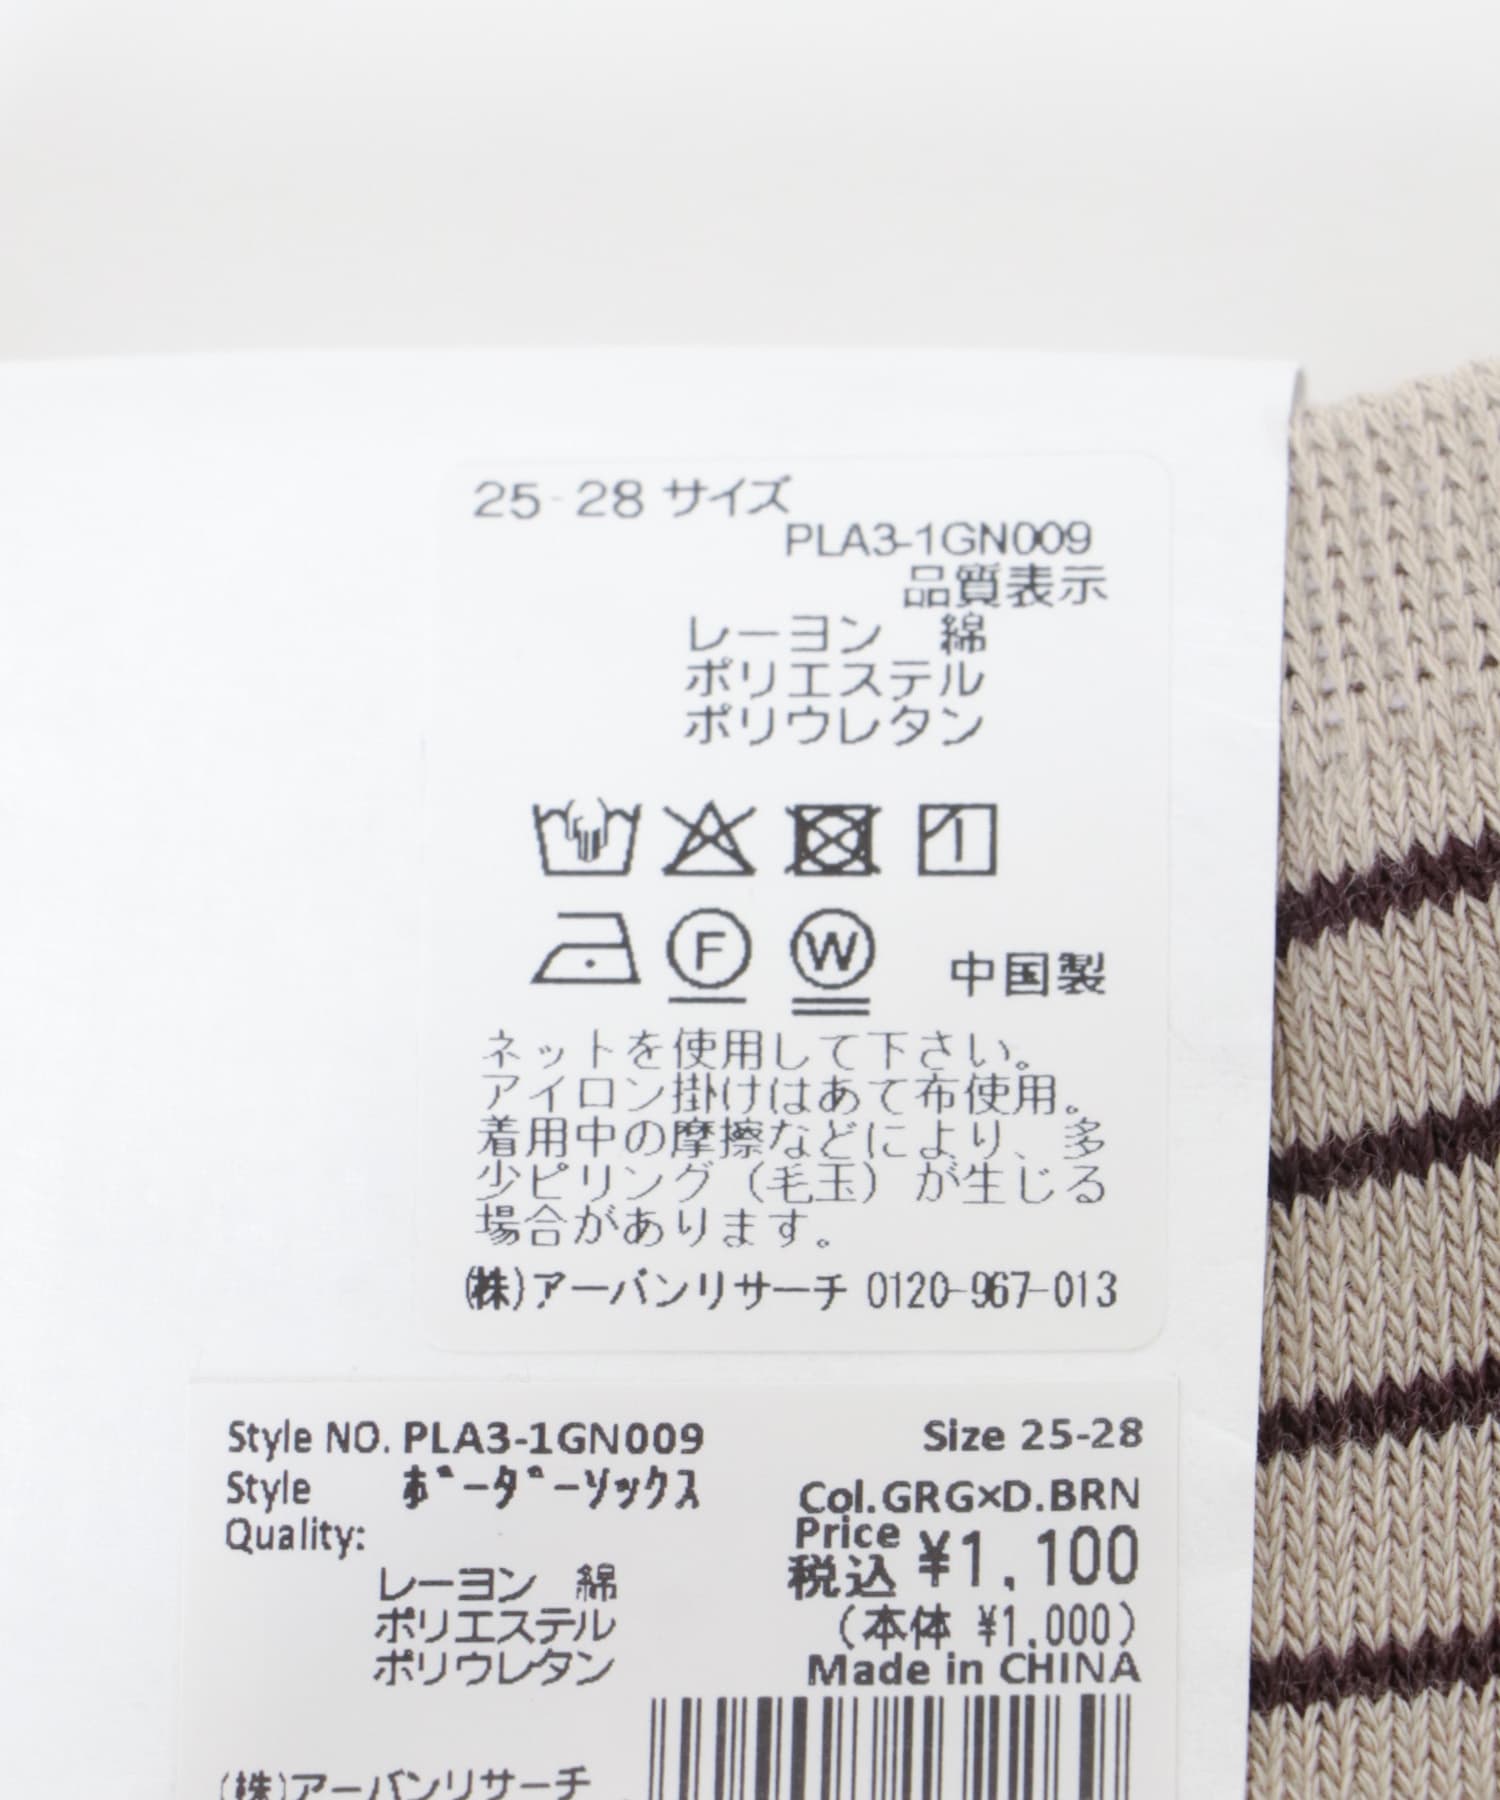 25-28 サイズ
PLA3-1GN009
品質表示
レーヨン 綿
ポリエステル
ポリウレタン
F W 中国製
ネットを使用して下さい。
アイロン掛けはあて布使用。
着用中の摩擦などにより、多
少ピリング（毛玉）が生じる
場合があります。
(株)アーバンリサーチ 0120-967-013
Style NO. PLA3-1GN009 Size 25-28
Style ボーダーソックス Col.GRG×D.BRN
Quality: Price
税込 ¥1,100
レーヨン 綿
(本体 ¥1,000)
ポリエステル
ポリウレタン Made in CHINA
(株)アーバンリサーチ